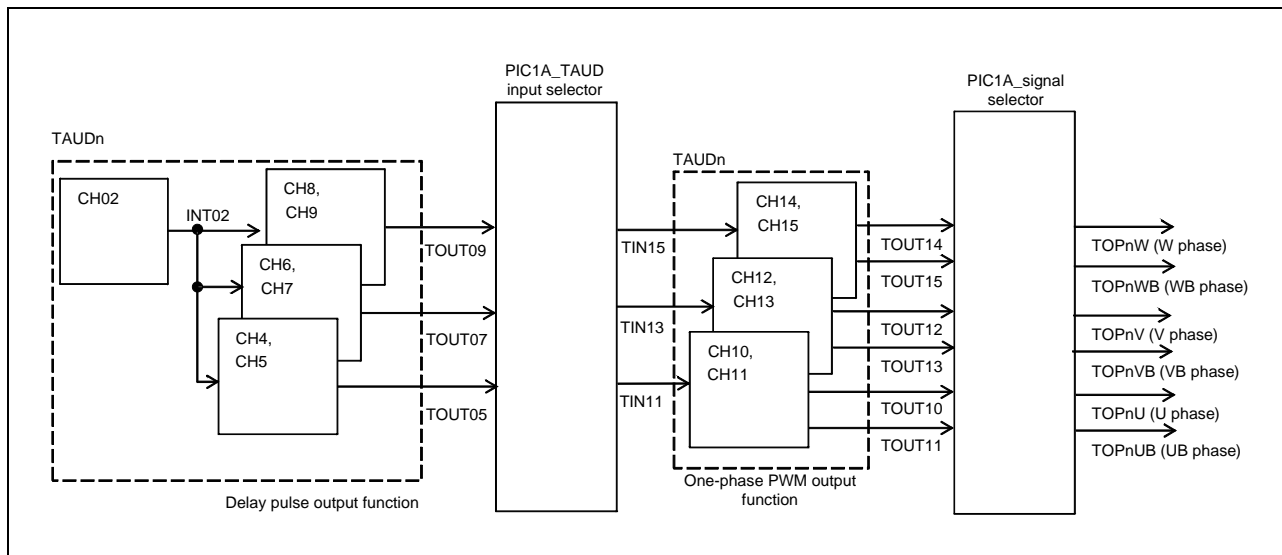 PIC1A_TAUD
input selector
PIC1A_signal
selector
TAUDn
TAUDn
CH02
INT02
CH8,
CH9
CH6,
CH7
CH4,
CH5
TOUT09
TOUT07
TOUT05
TIN15
TIN13
TIN11
CH14,
CH15
CH12,
CH13
CH10,
CH11
TOUT14
TOUT15
TOUT12
TOUT13
TOUT10
TOUT11
TOPnW (W phase)
TOPnWB (WB phase)
TOPnV (V phase)
TOPnVB (VB phase)
TOPnU (U phase)
TOPnUB (UB phase)
Delay pulse output function
One-phase PWM output
function